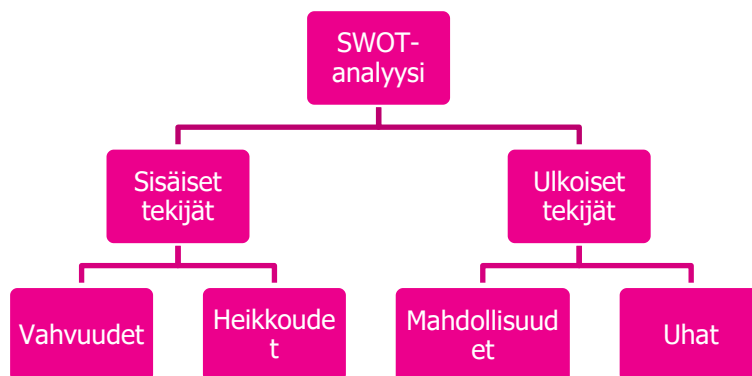 SWOT-
analyysi
Sisäiset
tekijät
Ulkoiset
tekijät
Vahvuudet
Heikkoude
t
Mahdollisuud
et
Uhat